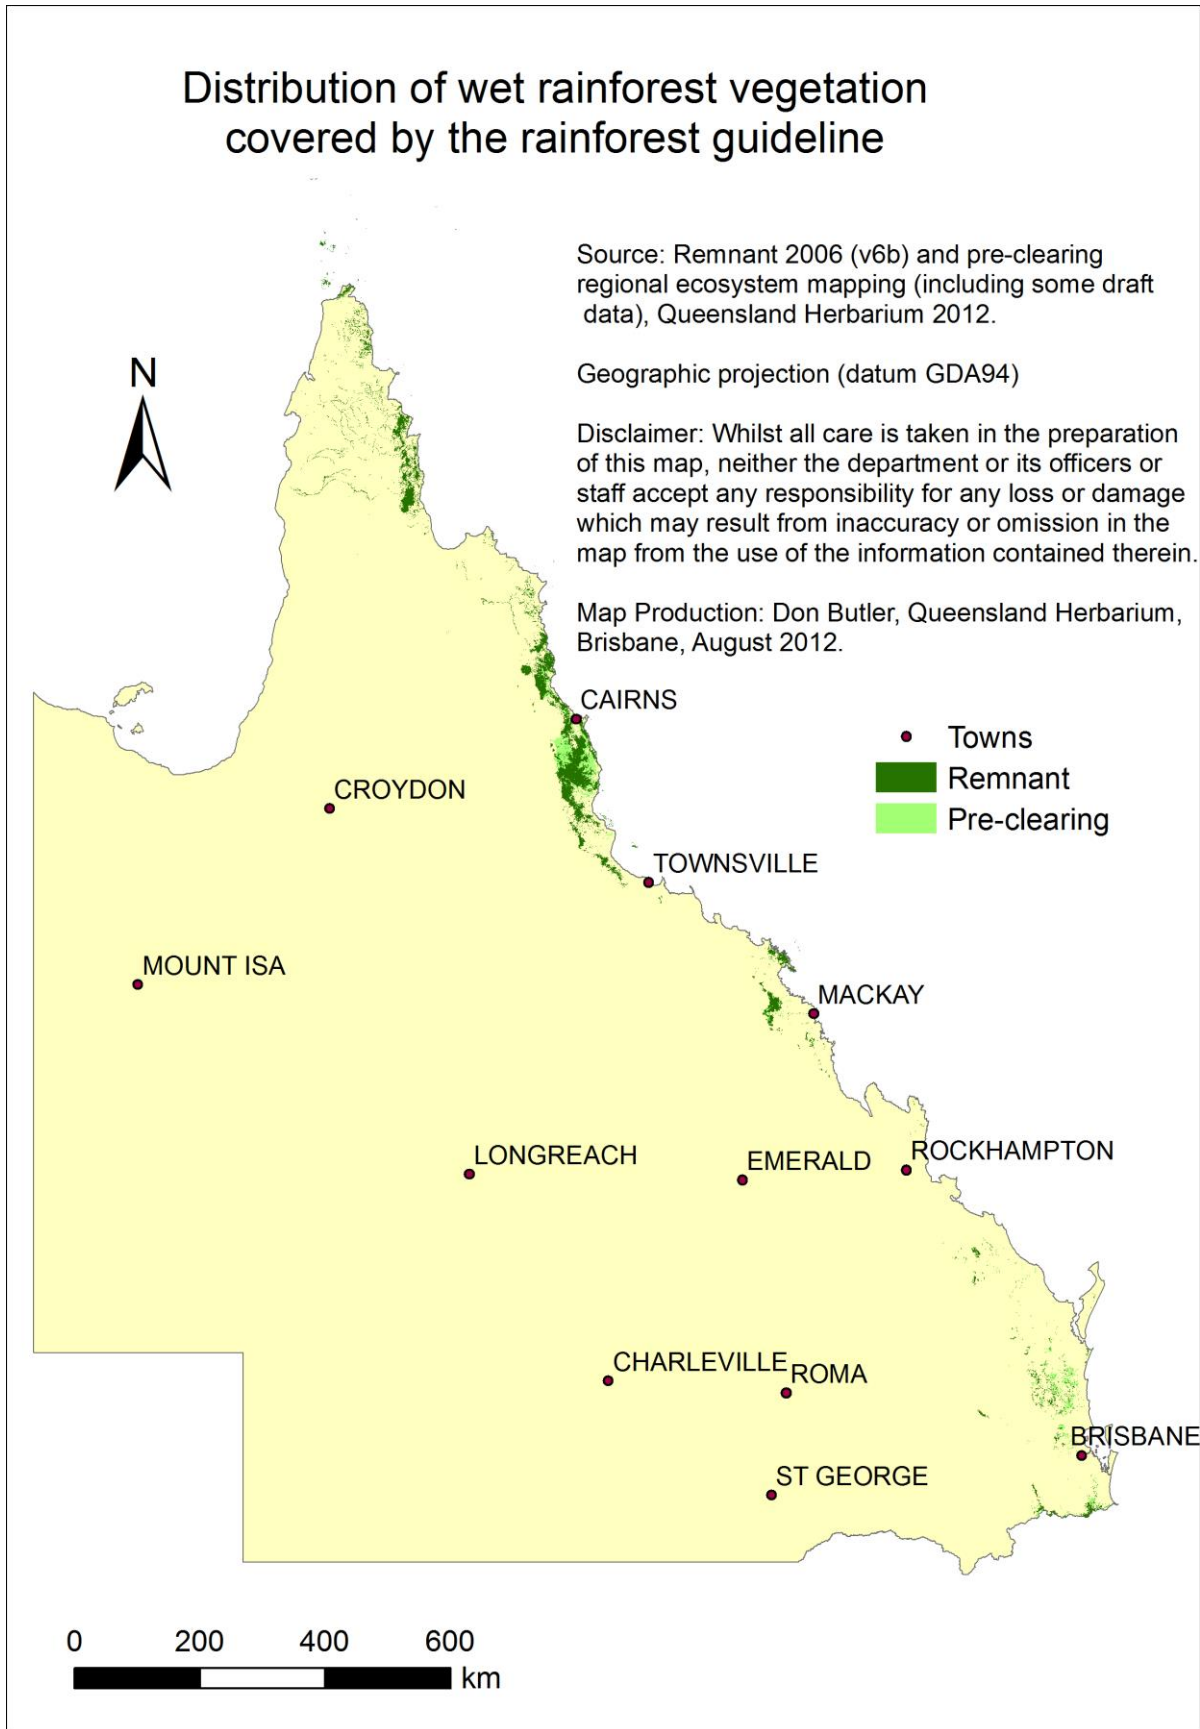 Distribution of wet rainforest vegetation
covered by the rainforest guideline
Source: Remnant 2006 (v6b) and pre-clearing
regional ecosystem mapping (including some draft
data), Queensland Herbarium 2012.
Geographic projection (datum GDA94)
Disclaimer: Whilst all care is taken in the preparation
of this map, neither the department or its officers or
staff accept any responsibility for any loss or damage
which may result from inaccuracy or omission in the
map from the use of the information contained therein.
Map Production: Don Butler, Queensland Herbarium,
Brisbane, August 2012.
N
CAIRNS
Towns
Remnant
Pre-clearing
CROYDON
TOWNSVILLE
MOUNT ISA
MACKAY
LONGREACH
EMERALD
ROCKHAMPTON
CHARLEVILLE
ROMA
BRISBANE
ST GEORGE
0 200 400 600
km